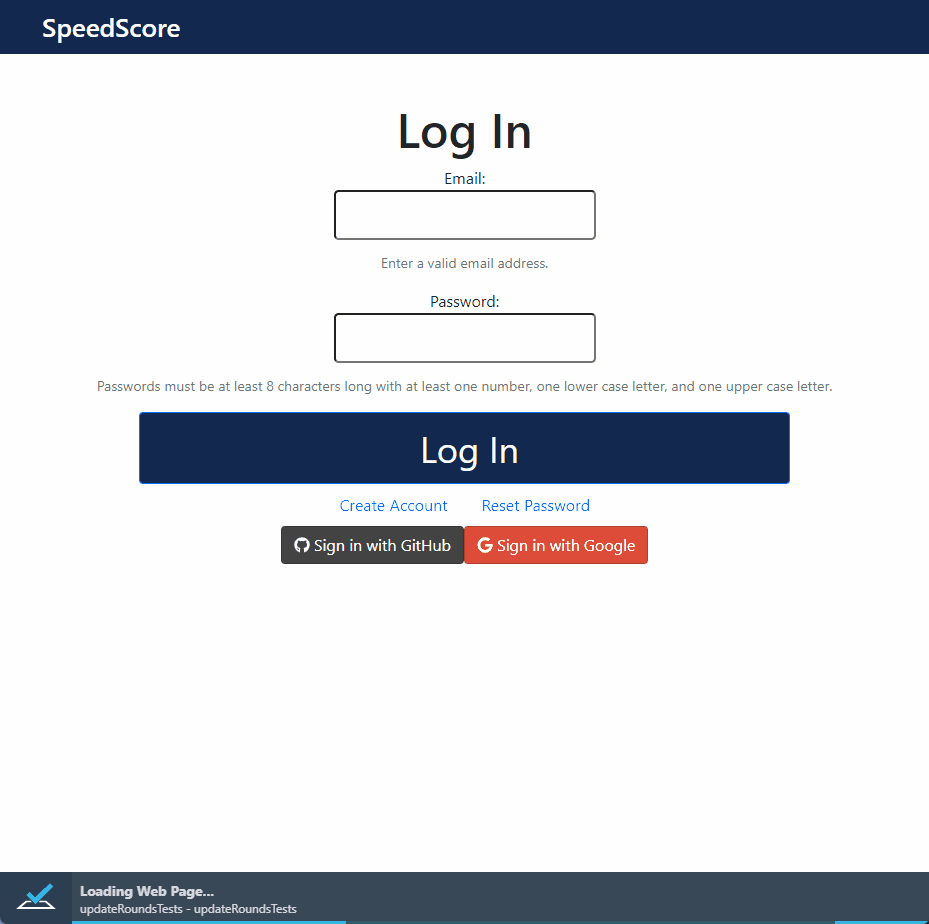 SpeedScore
Log In
Email:
Enter a valid email address.
Password:
Passwords must be at least 8 characters long with at least one number, one lower case letter, and one upper case letter.
Log In
Create Account Reset Password
Sign in with GitHub Sign in with Google
Loading Web Page...
updateRoundsTests - updateRoundsTests